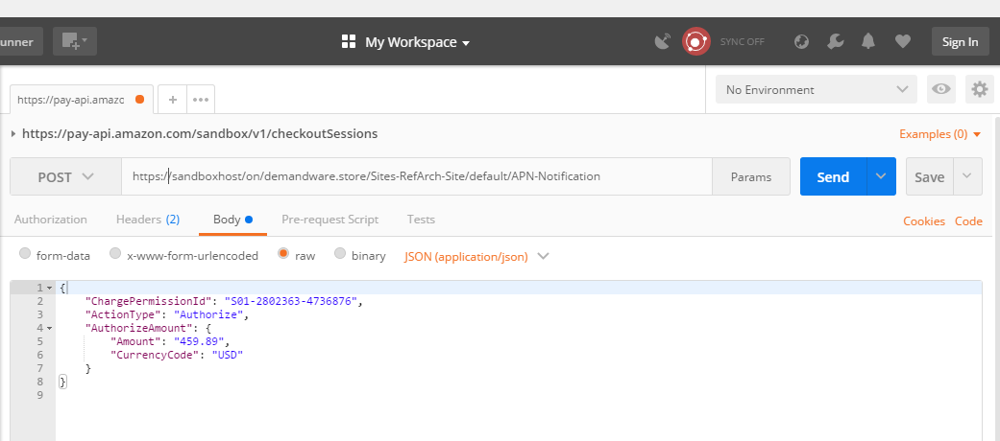 unner
My Workspace
SYNC OFF
Sign In
https://pay-api.amazc
+
•••
No Environment
https://pay-api.amazon.com/sandbox/v1/checkoutSessions
Examples (0)
POST
https://sandboxhost/on/demandware.store/Sites-RefArch-Site/default/APN-Notification
Params
Send
Save
Authorization
Headers (2)
Body
Pre-request Script
Tests
Cookies
Code
form-data
x-www-form-urlencoded
raw
binary
JSON (application/json)
1 {
2 "ChargePermissionId": "S01-2802363-4736876",
3 "ActionType": "Authorize",
4 "AuthorizeAmount": {
5 "Amount": "459.89",
6 "CurrencyCode": "USD"
7 }
8 }
9